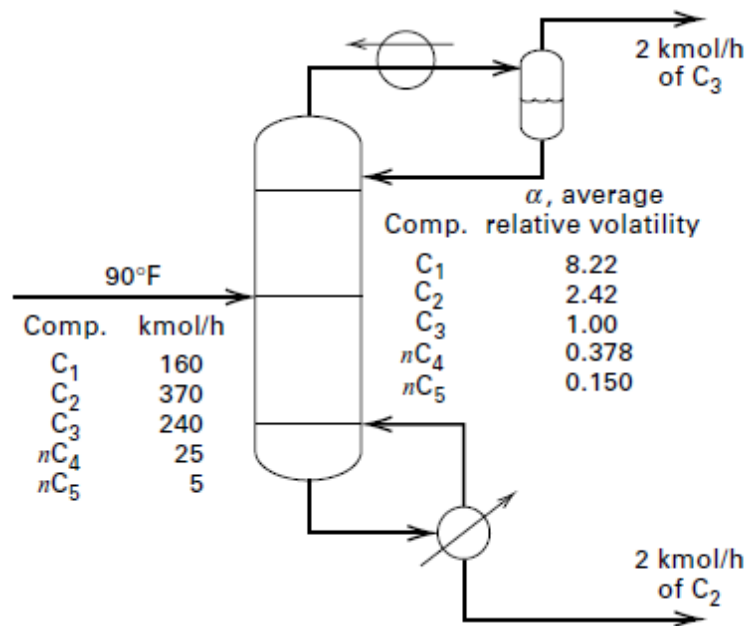 2 kmol/h
of C₃
α, average
Comp. relative volatility
C₁ 8.22
C₂ 2.42
C₃ 1.00
nC₄ 0.378
nC₅ 0.150
90°F
Comp. kmol/h
C₁ 160
C₂ 370
C₃ 240
nC₄ 25
nC₅ 5
2 kmol/h
of C₂